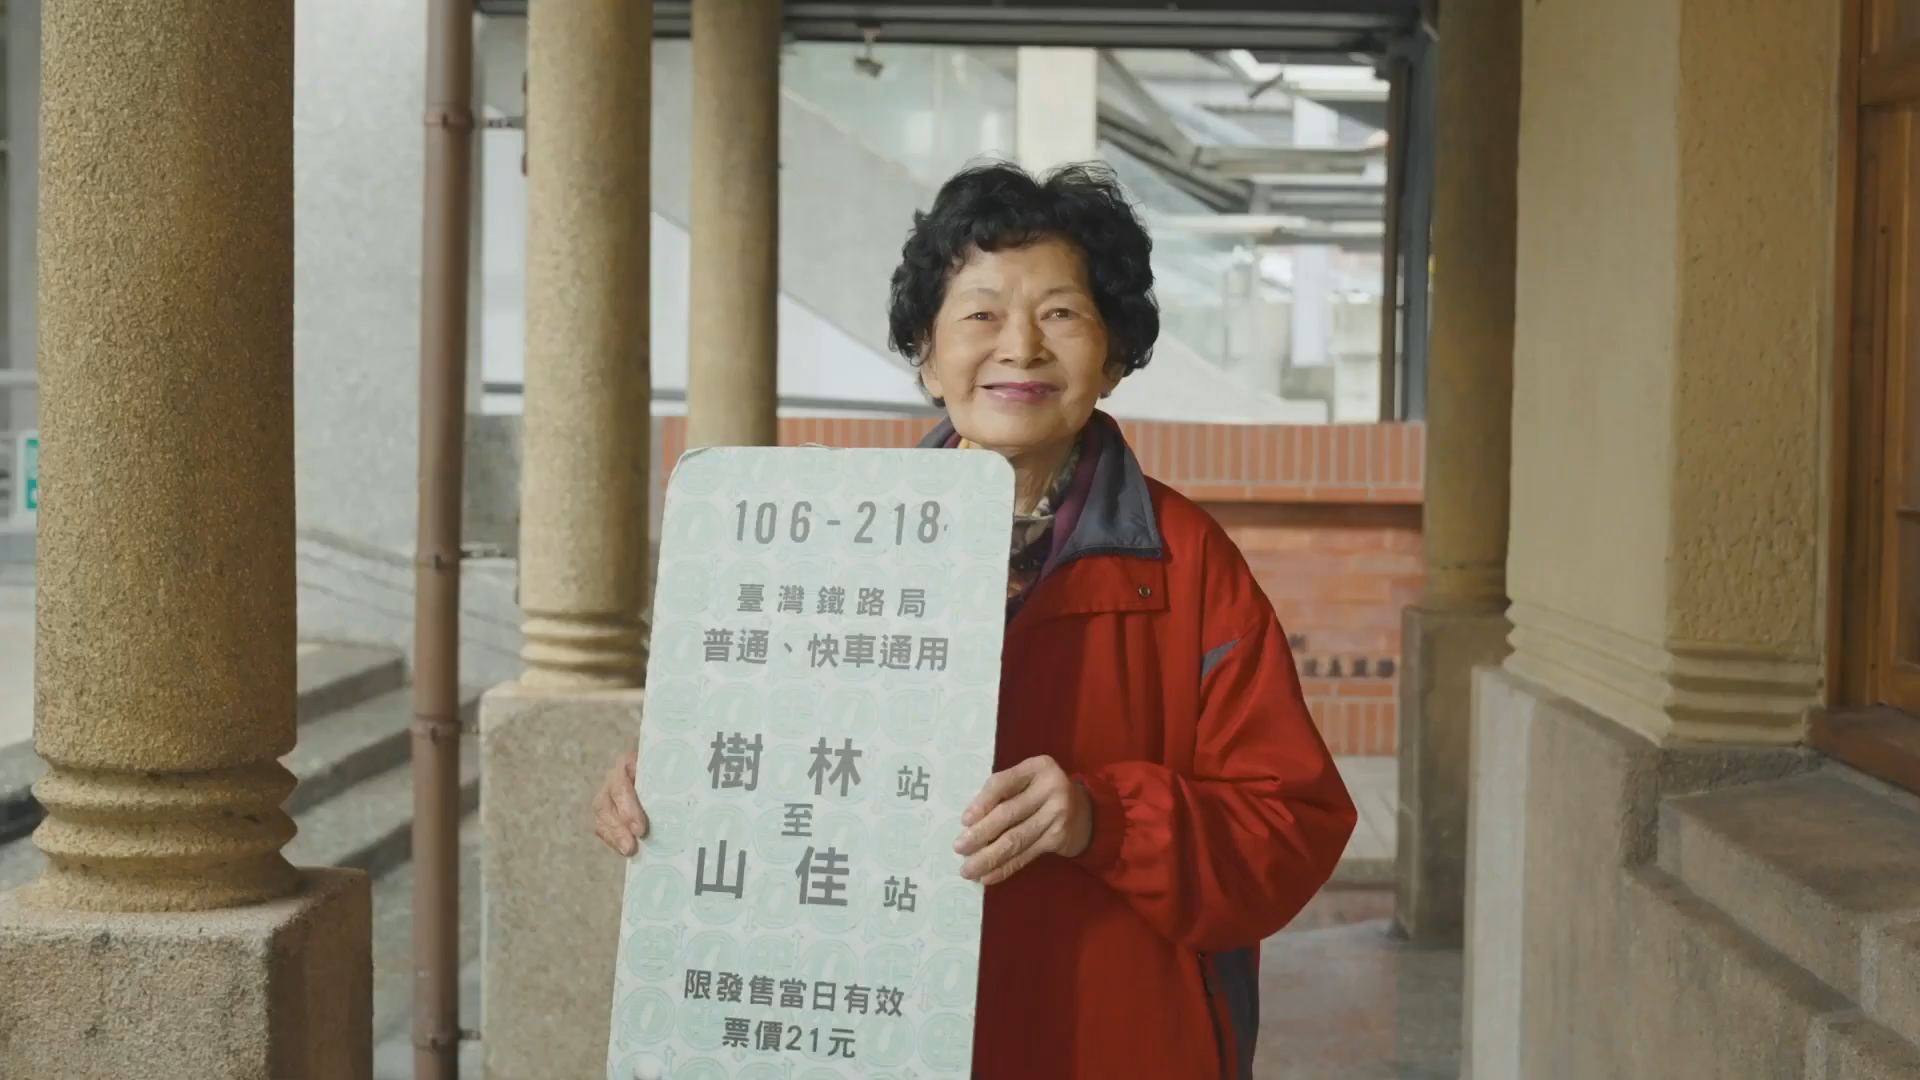 106-218
臺灣鐵路局
普通、快車通用
樹林站
至
山佳站
限發售當日有效
票價21元